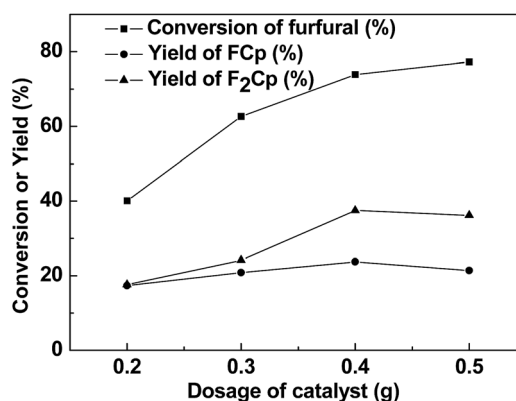 Conversion of furfural (%)
Yield of FCp (%)
Yield of F₂Cp (%)
Conversion or Yield (%)
80
60
40
20
0
0.2 0.3 0.4 0.5
Dosage of catalyst (g)